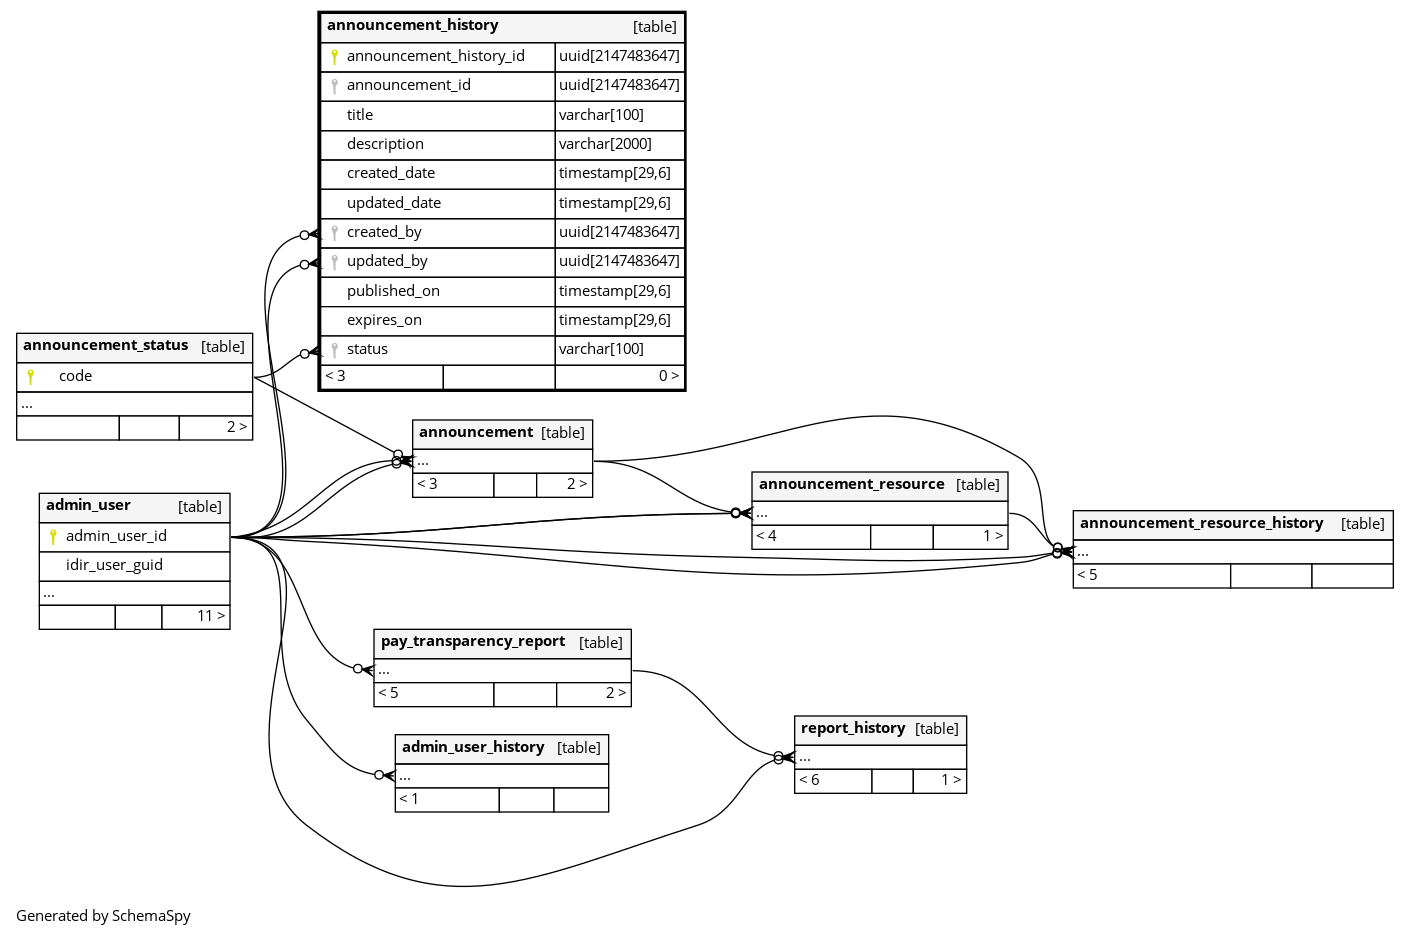 announcement_history [table]
announcement_history_id uuid[2147483647]
announcement_id uuid[2147483647]
title varchar[100]
description varchar[2000]
created_date timestamp[29,6]
updated_date timestamp[29,6]
created_by uuid[2147483647]
updated_by uuid[2147483647]
published_on timestamp[29,6]
expires_on timestamp[29,6]
status varchar[100]
< 3 0 >
announcement_status [table]
code
...
2 >
announcement [table]
...
< 3 2 >
announcement_resource [table]
...
< 4 1 >
admin_user [table]
admin_user_id
idir_user_guid
...
11 >
announcement_resource_history [table]
...
< 5
pay_transparency_report [table]
...
< 5 2 >
report_history [table]
...
< 6 1 >
admin_user_history [table]
...
< 1
Generated by SchemaSpy